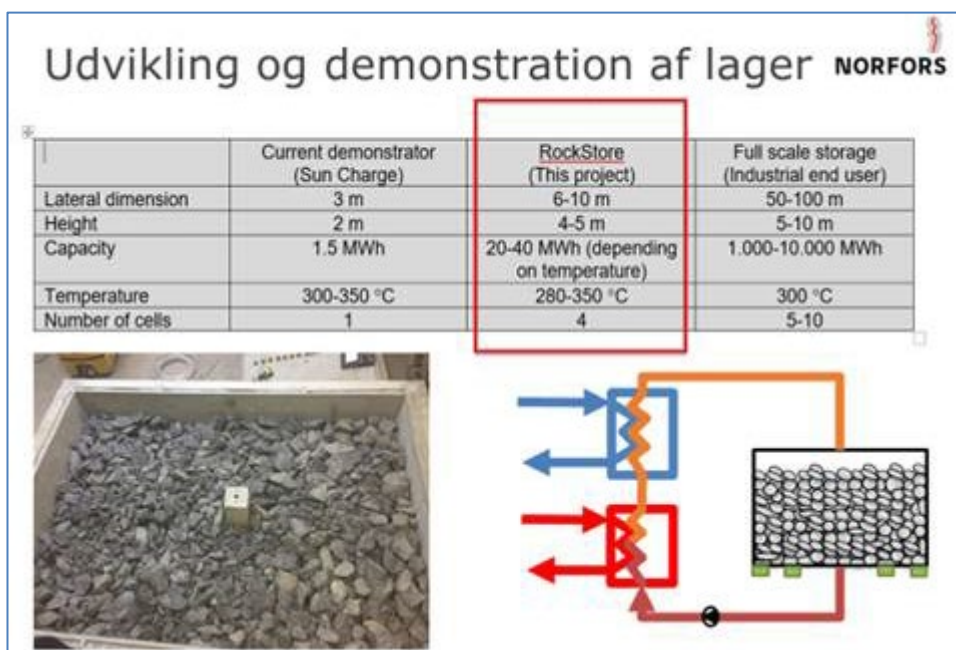 Udvikling og demonstration af lager
NORFORS
Current demonstrator RockStore Full scale storage
(Sun Charge) (This project) (Industrial end user)
Lateral dimension 3 m 6-10 m 50-100 m
Height 2 m 4-5 m 5-10 m
Capacity 1.5 MWh 20-40 MWh (depending 1.000-10.000 MWh
on temperature)
Temperature 300-350 °C 280-350 °C 300 °C
Number of cells 1 4 5-10